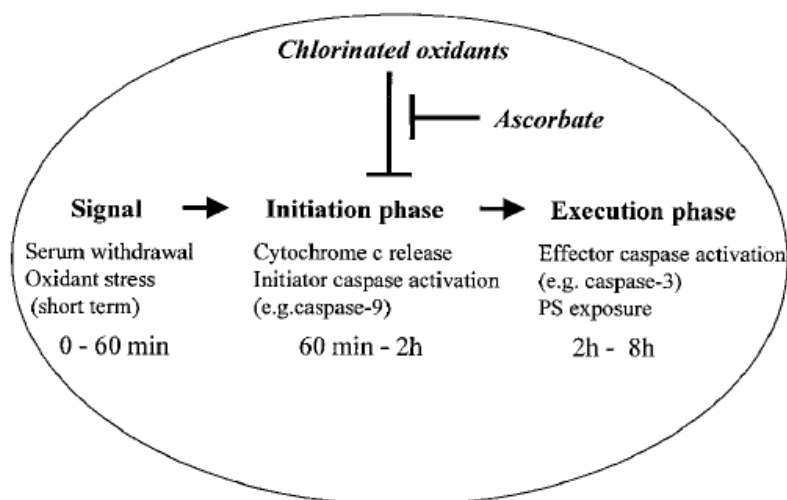 Chlorinated oxidants
Ascorbate
Signal
Initiation phase
Execution phase
Serum withdrawal
Oxidant stress
(short term)
0 - 60 min
Cytochrome c release
Initiator caspase activation
(e.g.caspase-9)
60 min - 2h
Effector caspase activation
(e.g. caspase-3)
PS exposure
2h - 8h